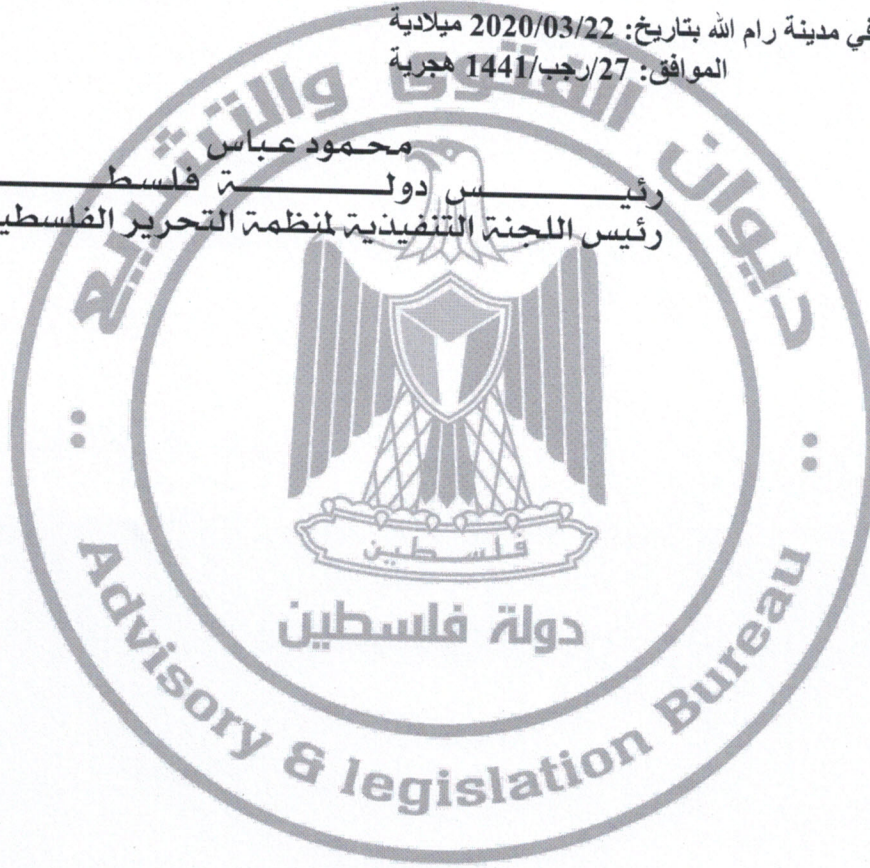 في مدينة رام الله بتاريخ: 2020/03/22 ميلادية
الموافق: 27/رجب/1441 هجرية
محمود عباس
رئيس دولة فلسط
رئيس اللجنة التنفيذية لمنظمة التحرير الفلسطي
ديوان الفتوى والتشريع
فلسطين
دولة فلسطين
Advisory & legislation Bureau